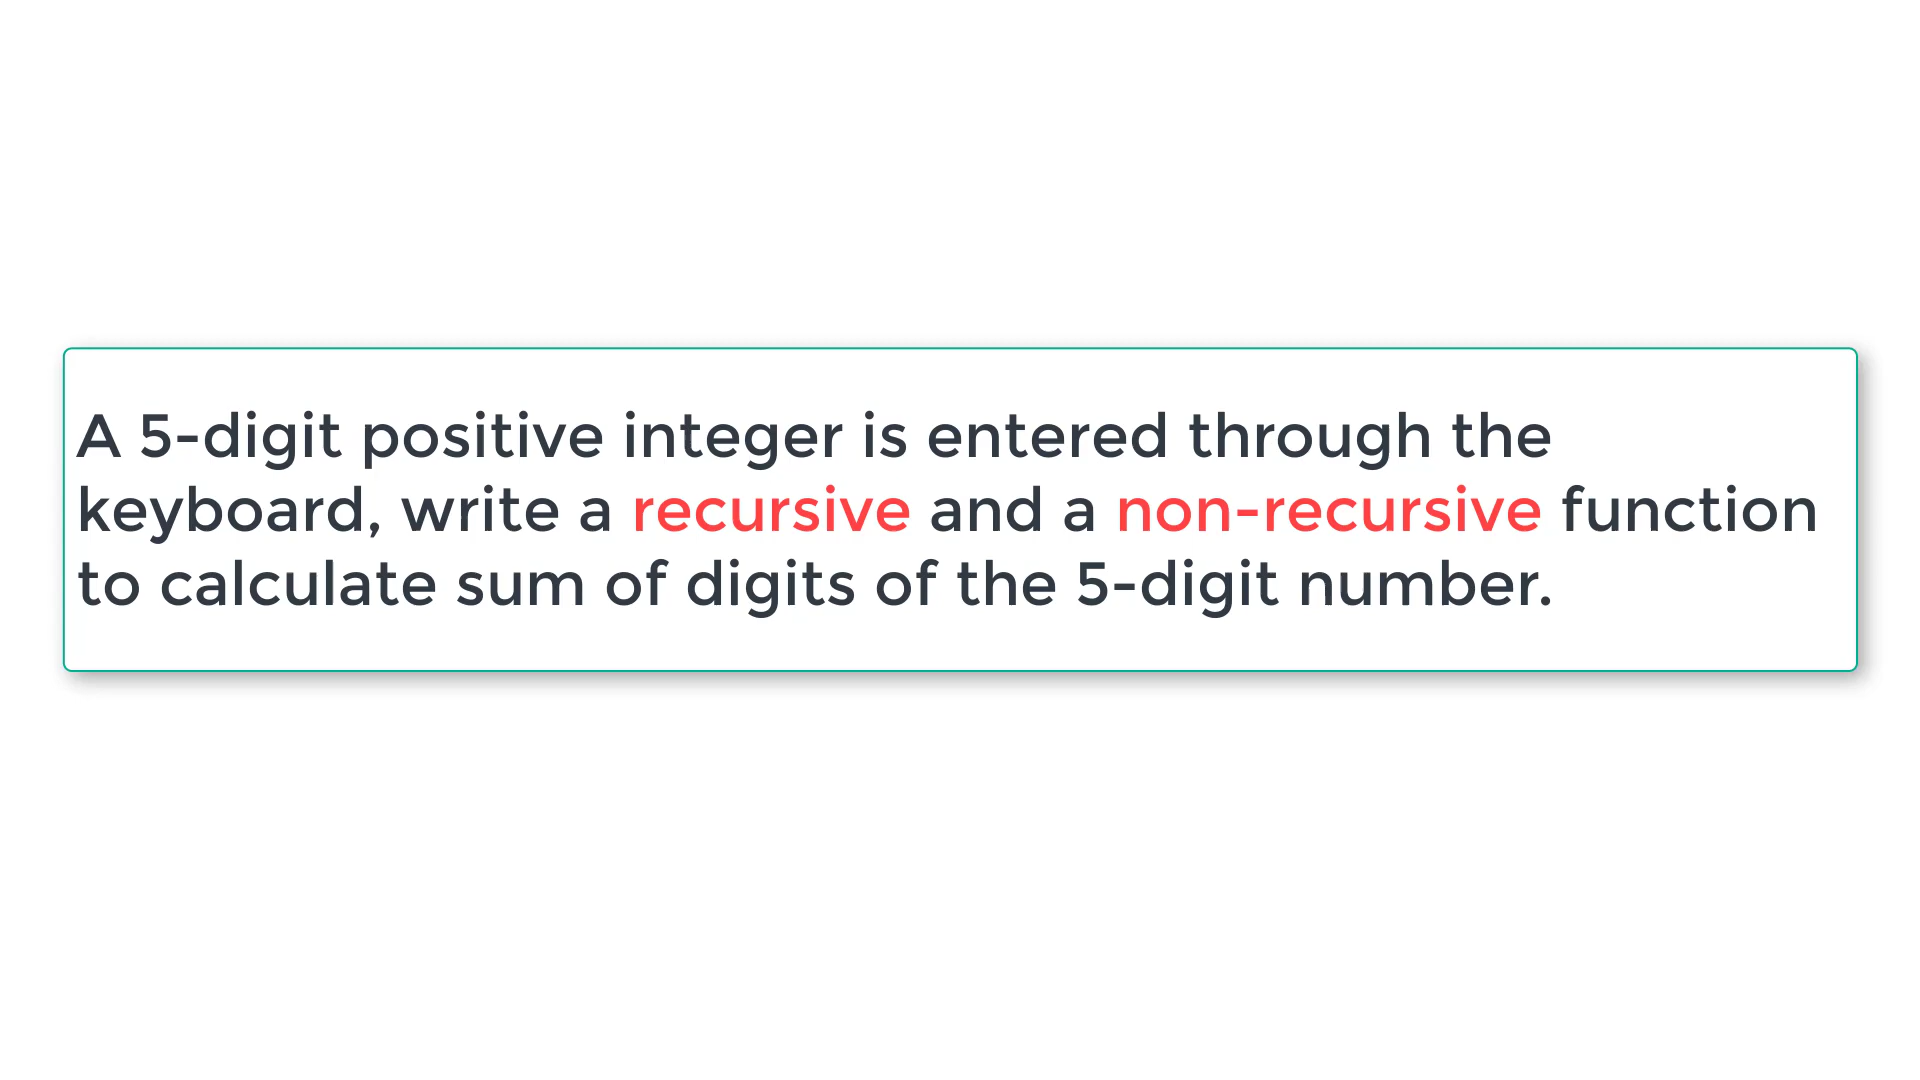 A 5-digit positive integer is entered through the
keyboard, write a recursive and a non-recursive function
to calculate sum of digits of the 5-digit number.